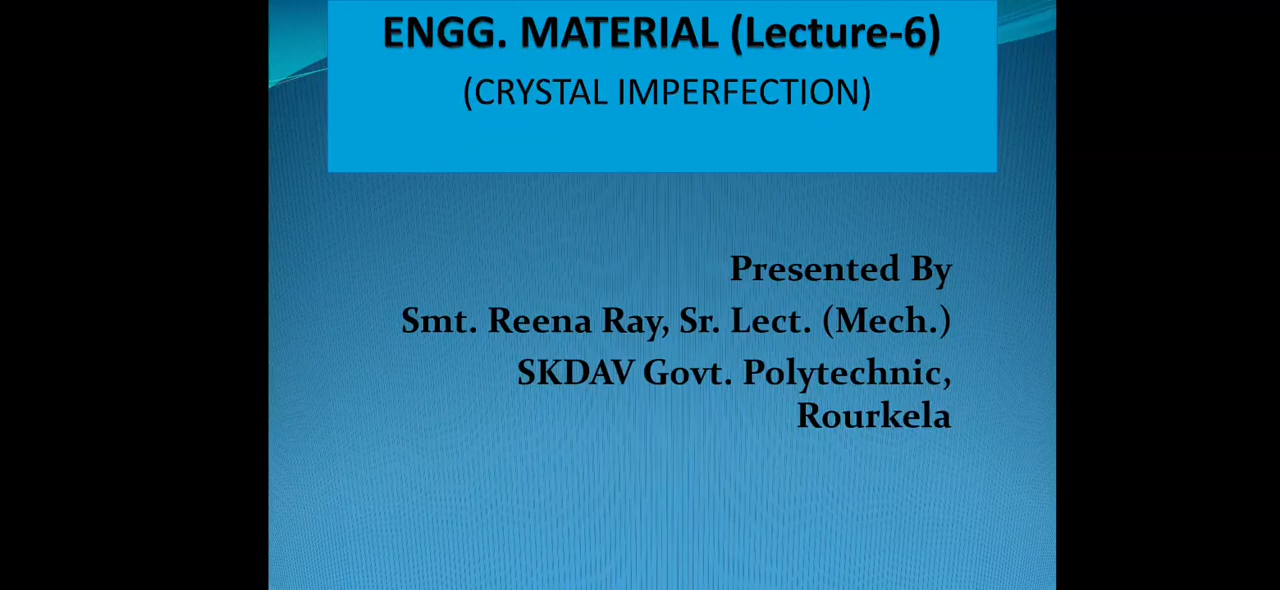 ENGG. MATERIAL (Lecture-6)
(CRYSTAL IMPERFECTION)
Presented By
Smt. Reena Ray, Sr. Lect. (Mech.)
SKDAV Govt. Polytechnic,
Rourkela